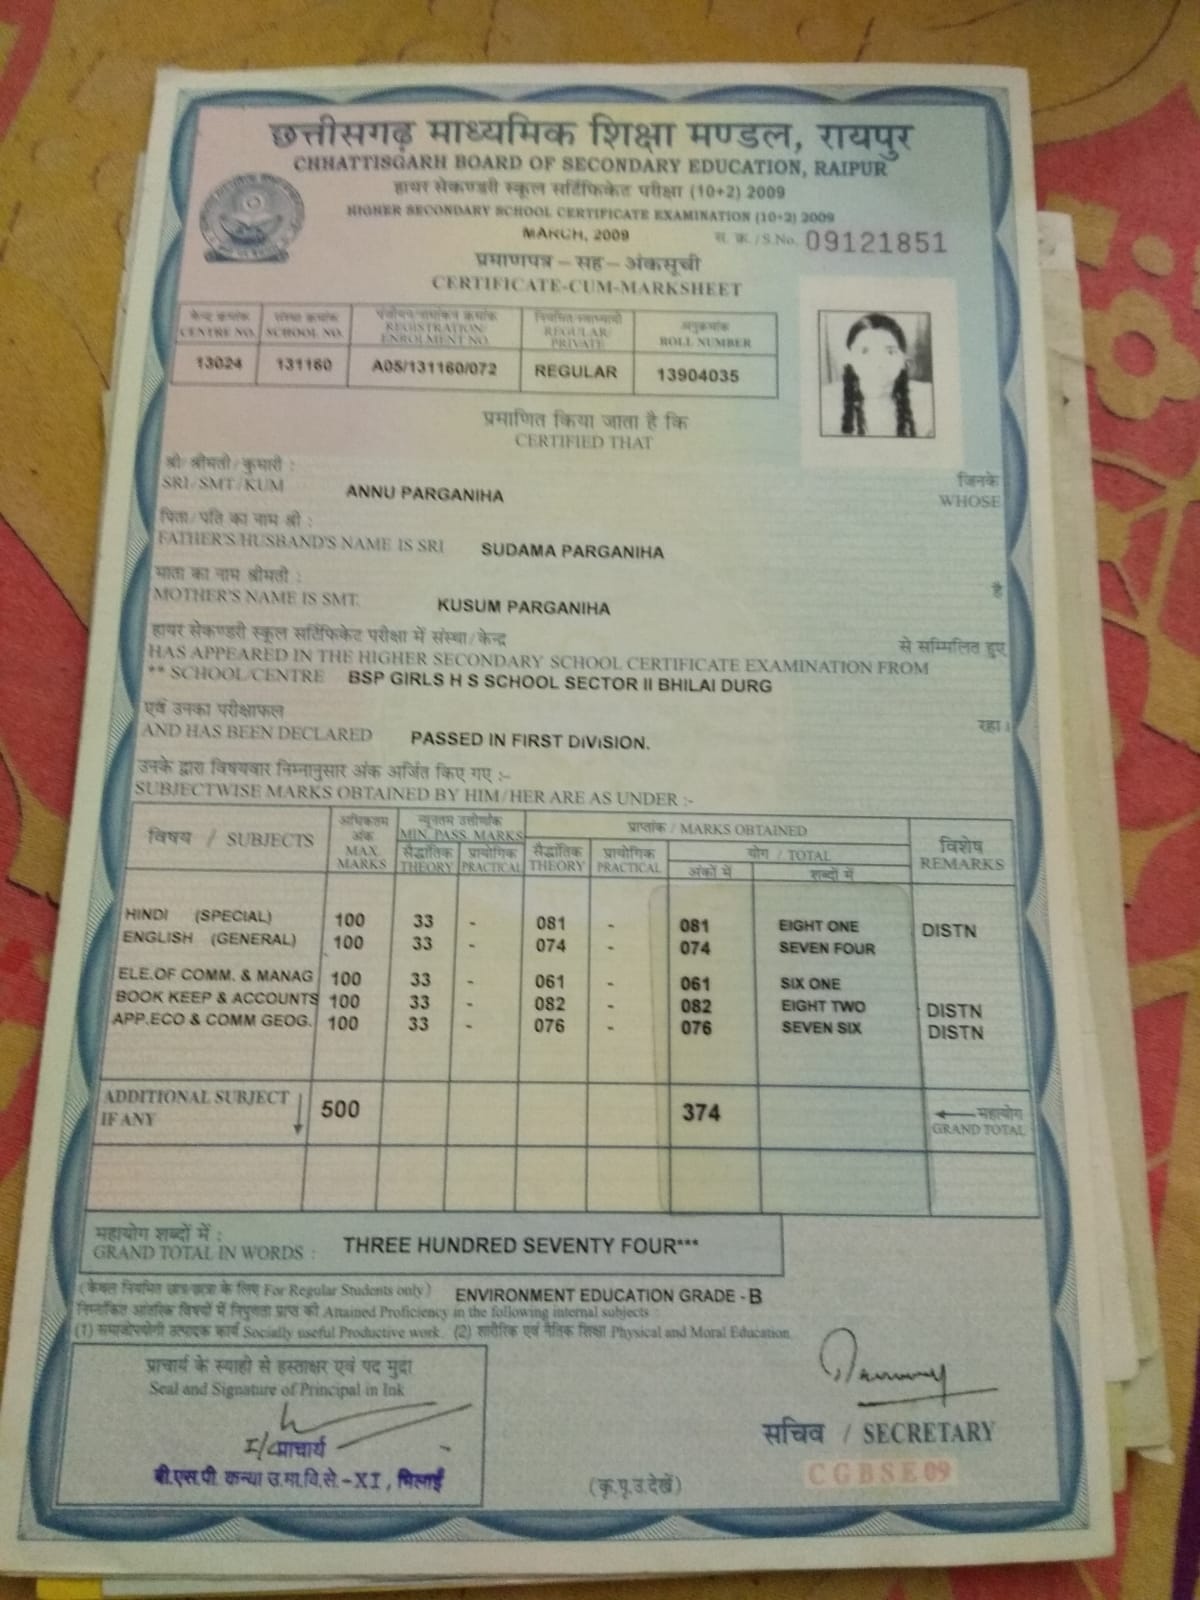 छत्तीसगढ़ माध्यमिक शिक्षा मण्डल, रायपुर
CHHATTISGARH BOARD OF SECONDARY EDUCATION, RAIPUR
हायर सेकण्डरी स्कूल सर्टिफिकेट परीक्षा (10+2) 2009
HIGHER SECONDARY SCHOOL CERTIFICATE EXAMINATION (10+2) 2009
MARCH, 2009
स. क्र. / S.No. 09121851
प्रमाणपत्र – सह – अंकसूची
CERTIFICATE-CUM-MARKSHEET
केन्द्र क्रमांक संस्था क्रमांक पंजीयन/नामांकन क्रमांक नियमित/स्वाध्यायी अनुक्रमांक
CENTRE NO. SCHOOL NO. REGISTRATION/ ENROLMENT NO. REGULAR/ PRIVATE ROLL NUMBER
13024 131160 A05/131160/072 REGULAR 13904035
प्रमाणित किया जाता है कि
CERTIFIED THAT
श्री/ श्रीमती / कुमारी : जिनके
SRI/SMT/KUM ANNU PARGANIHA WHOSE
पिता/पति का नाम श्री :
FATHER'S/HUSBAND'S NAME IS SRI SUDAMA PARGANIHA
माता का नाम श्रीमती : है
MOTHER'S NAME IS SMT. KUSUM PARGANIHA
हायर सेकण्डरी स्कूल सर्टिफिकेट परीक्षा में संस्था/केन्द्र से सम्मिलित हुए
HAS APPEARED IN THE HIGHER SECONDARY SCHOOL CERTIFICATE EXAMINATION FROM
** SCHOOL/CENTRE BSP GIRLS H S SCHOOL SECTOR II BHILAI DURG
एवं उनका परीक्षाफल रहा।
AND HAS BEEN DECLARED PASSED IN FIRST DIVISION.
उनके द्वारा विषयवार निम्नानुसार अंक अर्जित किए गए :-
SUBJECTWISE MARKS OBTAINED BY HIM/HER ARE AS UNDER :-
विषय / SUBJECTS अधिकतम अंक MAX. MARKS न्यूनतम उत्तीर्णांक MIN. PASS. MARKS प्राप्तांक / MARKS OBTAINED विशेष REMARKS
सैद्धांतिक THEORY प्रायोगिक PRACTICAL सैद्धांतिक THEORY प्रायोगिक PRACTICAL योग / TOTAL
अंकों में शब्दों में
HINDI (SPECIAL) 100 33 - 081 - 081 EIGHT ONE DISTN
ENGLISH (GENERAL) 100 33 - 074 - 074 SEVEN FOUR
ELE.OF COMM. & MANAG 100 33 - 061 - 061 SIX ONE
BOOK KEEP & ACCOUNTS 100 33 - 082 - 082 EIGHT TWO DISTN
APP.ECO & COMM GEOG. 100 33 - 076 - 076 SEVEN SIX DISTN
ADDITIONAL SUBJECT IF ANY 500 374 महायोग GRAND TOTAL
महायोग शब्दों में :
GRAND TOTAL IN WORDS : THREE HUNDRED SEVENTY FOUR***
(केवल नियमित छात्र/छात्रा के लिए For Regular Students only) ENVIRONMENT EDUCATION GRADE - B
निम्नांकित आंतरिक विषयों में निपुणता प्राप्त की Attained Proficiency in the following internal subjects :
(1) समाजोपयोगी उत्पादक कार्य Socially useful Productive work. (2) शारीरिक एवं नैतिक शिक्षा Physical and Moral Education.
प्राचार्य के स्याही से हस्ताक्षर एवं पद मुद्रा
Seal and Signature of Principal in Ink
I/c प्राचार्य
बी.एस.पी. कन्या उ.मा.वि.से.-XI, भिलाई
(कृ.पृ.उ.देखें)
सचिव / SECRETARY
CGBSE09